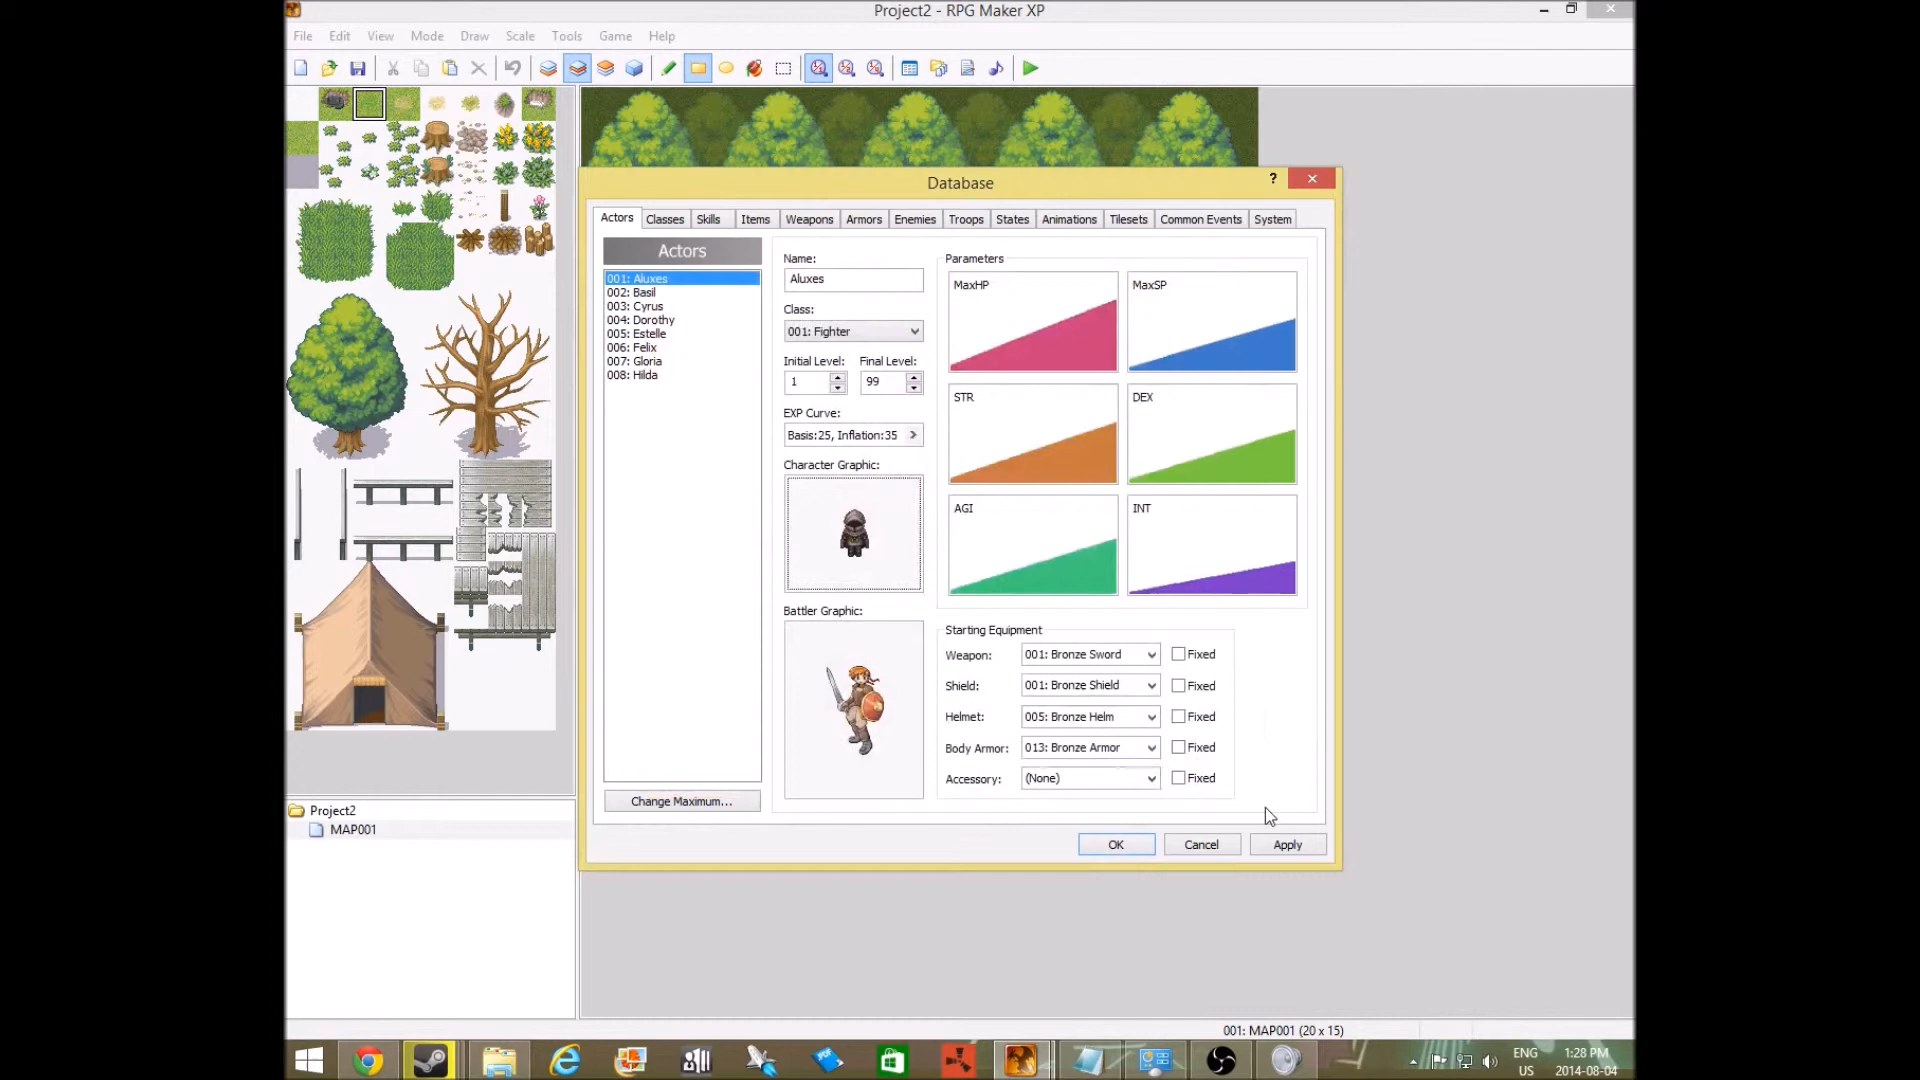 Project2 - RPG Maker XP
File Edit View Mode Draw Scale Tools Game Help
Database
?
Actors Classes Skills Items Weapons Armors Enemies Troops States Animations Tilesets Common Events System
Actors
001: Aluxes
002: Basil
003: Cyrus
004: Dorothy
005: Estelle
006: Felix
007: Gloria
008: Hilda
Change Maximum...
Name:
Aluxes
Class:
001: Fighter
Initial Level: Final Level:
1 99
EXP Curve:
Basis:25, Inflation:35
Character Graphic:
Battler Graphic:
Parameters
MaxHP MaxSP
STR DEX
AGI INT
Starting Equipment
Weapon: 001: Bronze Sword Fixed
Shield: 001: Bronze Shield Fixed
Helmet: 005: Bronze Helm Fixed
Body Armor: 013: Bronze Armor Fixed
Accessory: (None) Fixed
OK Cancel Apply
Project2
MAP001
001: MAP001 (20 x 15)
ENG
US
1:28 PM
2014-08-04